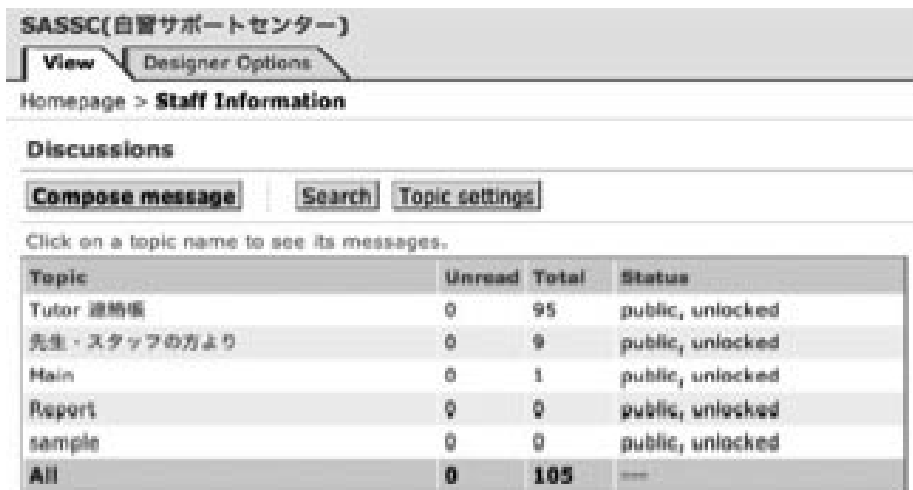 SASSC(自習サポートセンター)
View Designer Options
Homepage > Staff Information
Discussions
Compose message Search Topic settings
Click on a topic name to see its messages.
Topic Unread Total Status
Tutor 連絡帳 0 95 public, unlocked
先生・スタッフの方より 0 9 public, unlocked
Main 0 1 public, unlocked
Report 0 0 public, unlocked
sample 0 0 public, unlocked
All 0 105 ---